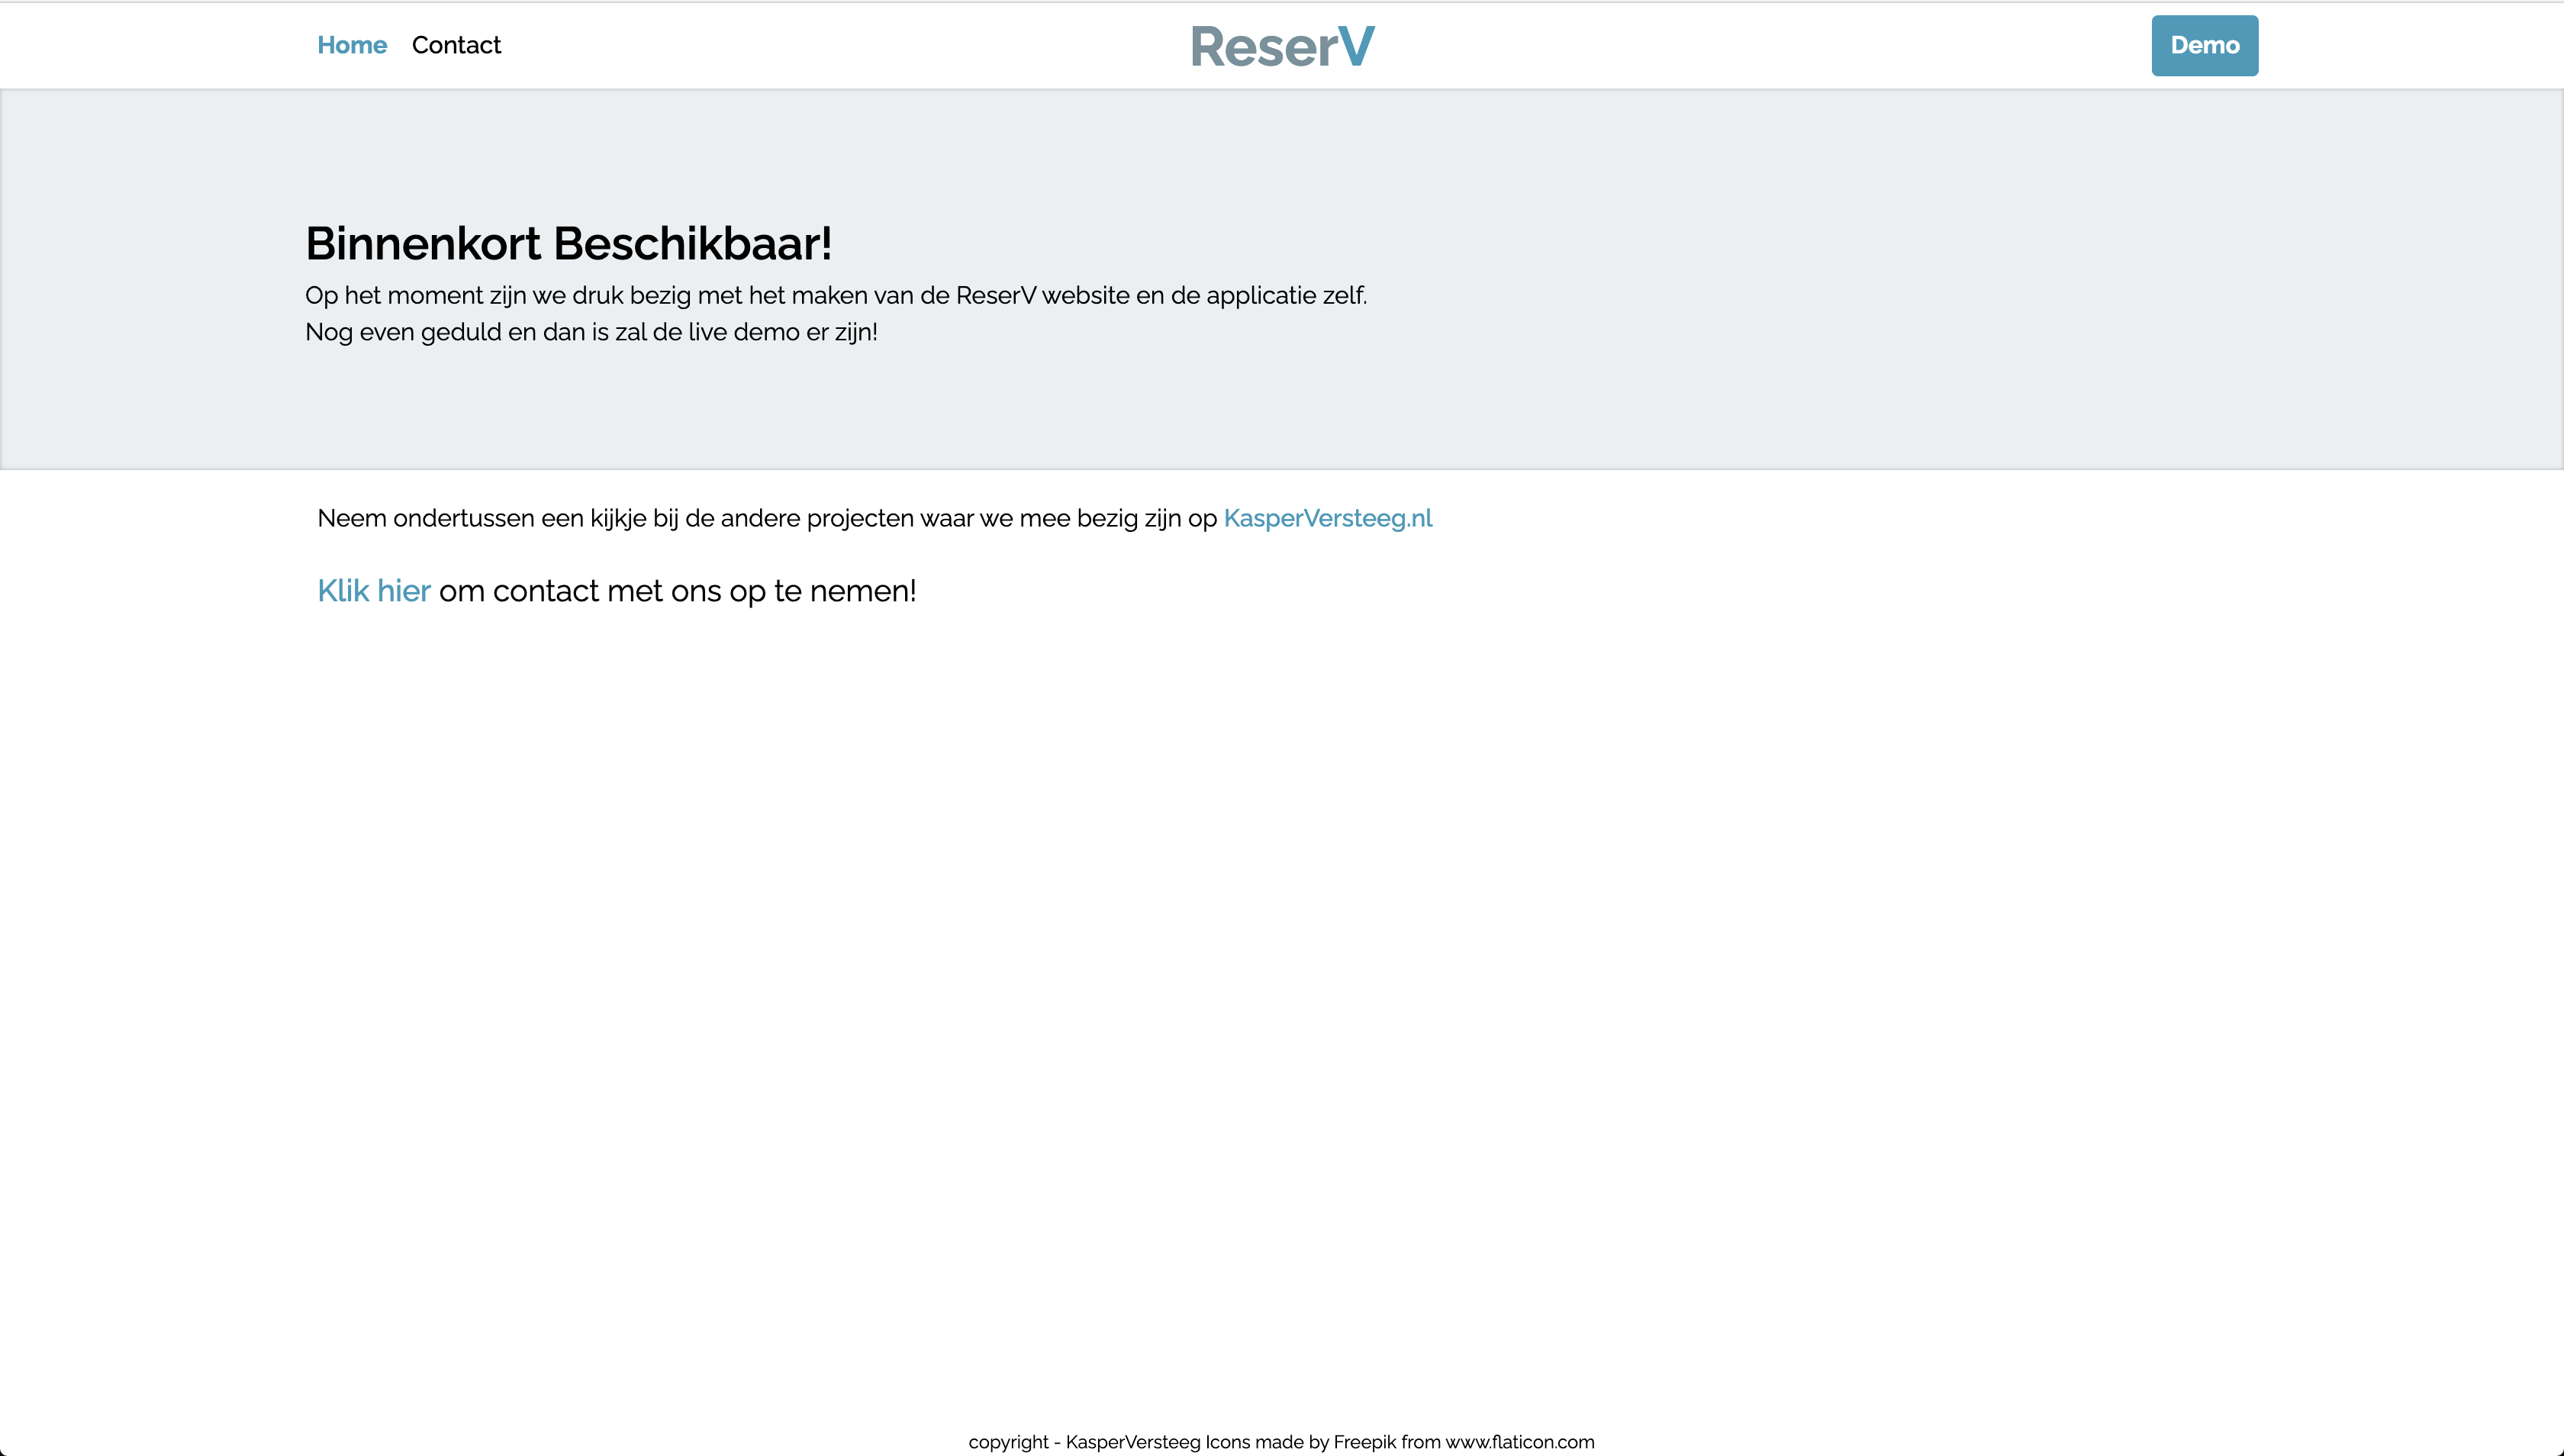 Home Contact ReserV Demo
Binnenkort Beschikbaar!
Op het moment zijn we druk bezig met het maken van de ReserV website en de applicatie zelf.
Nog even geduld en dan is zal de live demo er zijn!
Neem ondertussen een kijkje bij de andere projecten waar we mee bezig zijn op KasperVersteeg.nl
Klik hier om contact met ons op te nemen!
copyright - KasperVersteeg Icons made by Freepik from www.flaticon.com